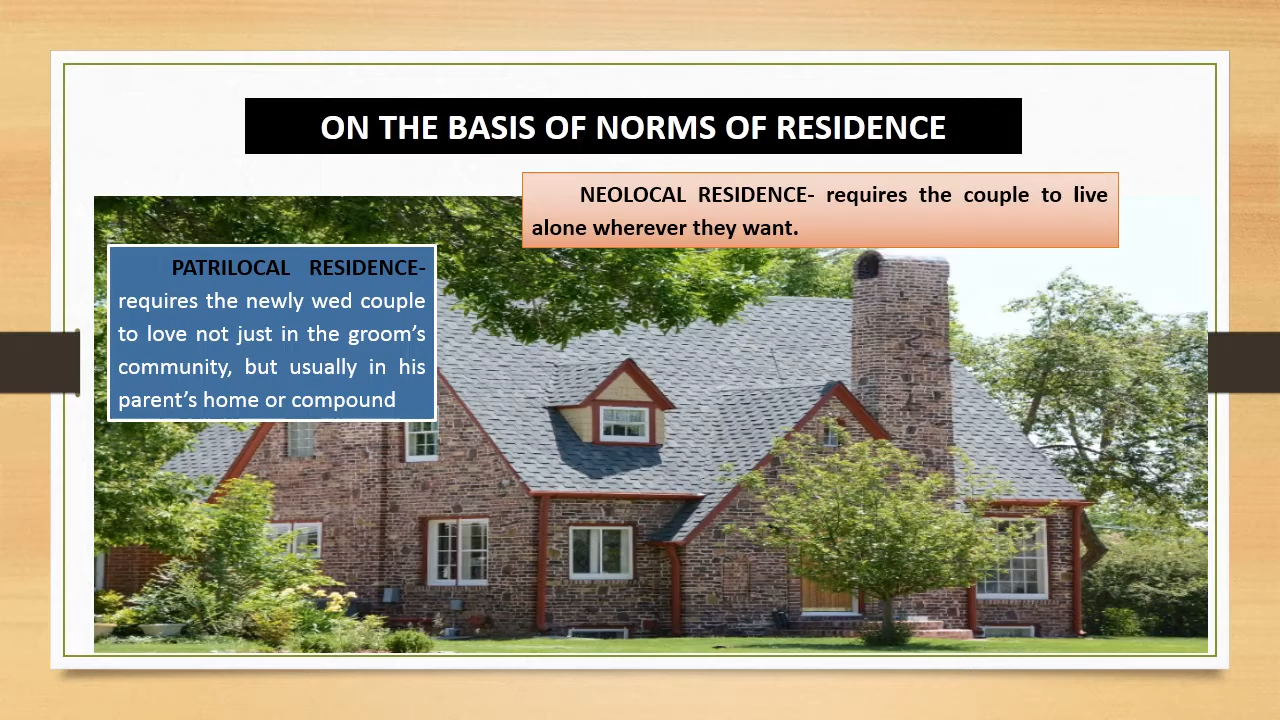 ON THE BASIS OF NORMS OF RESIDENCE
NEOLOCAL RESIDENCE- requires the couple to live
alone wherever they want.
PATRILOCAL RESIDENCE-
requires the newly wed couple
to love not just in the groom’s
community, but usually in his
parent’s home or compound